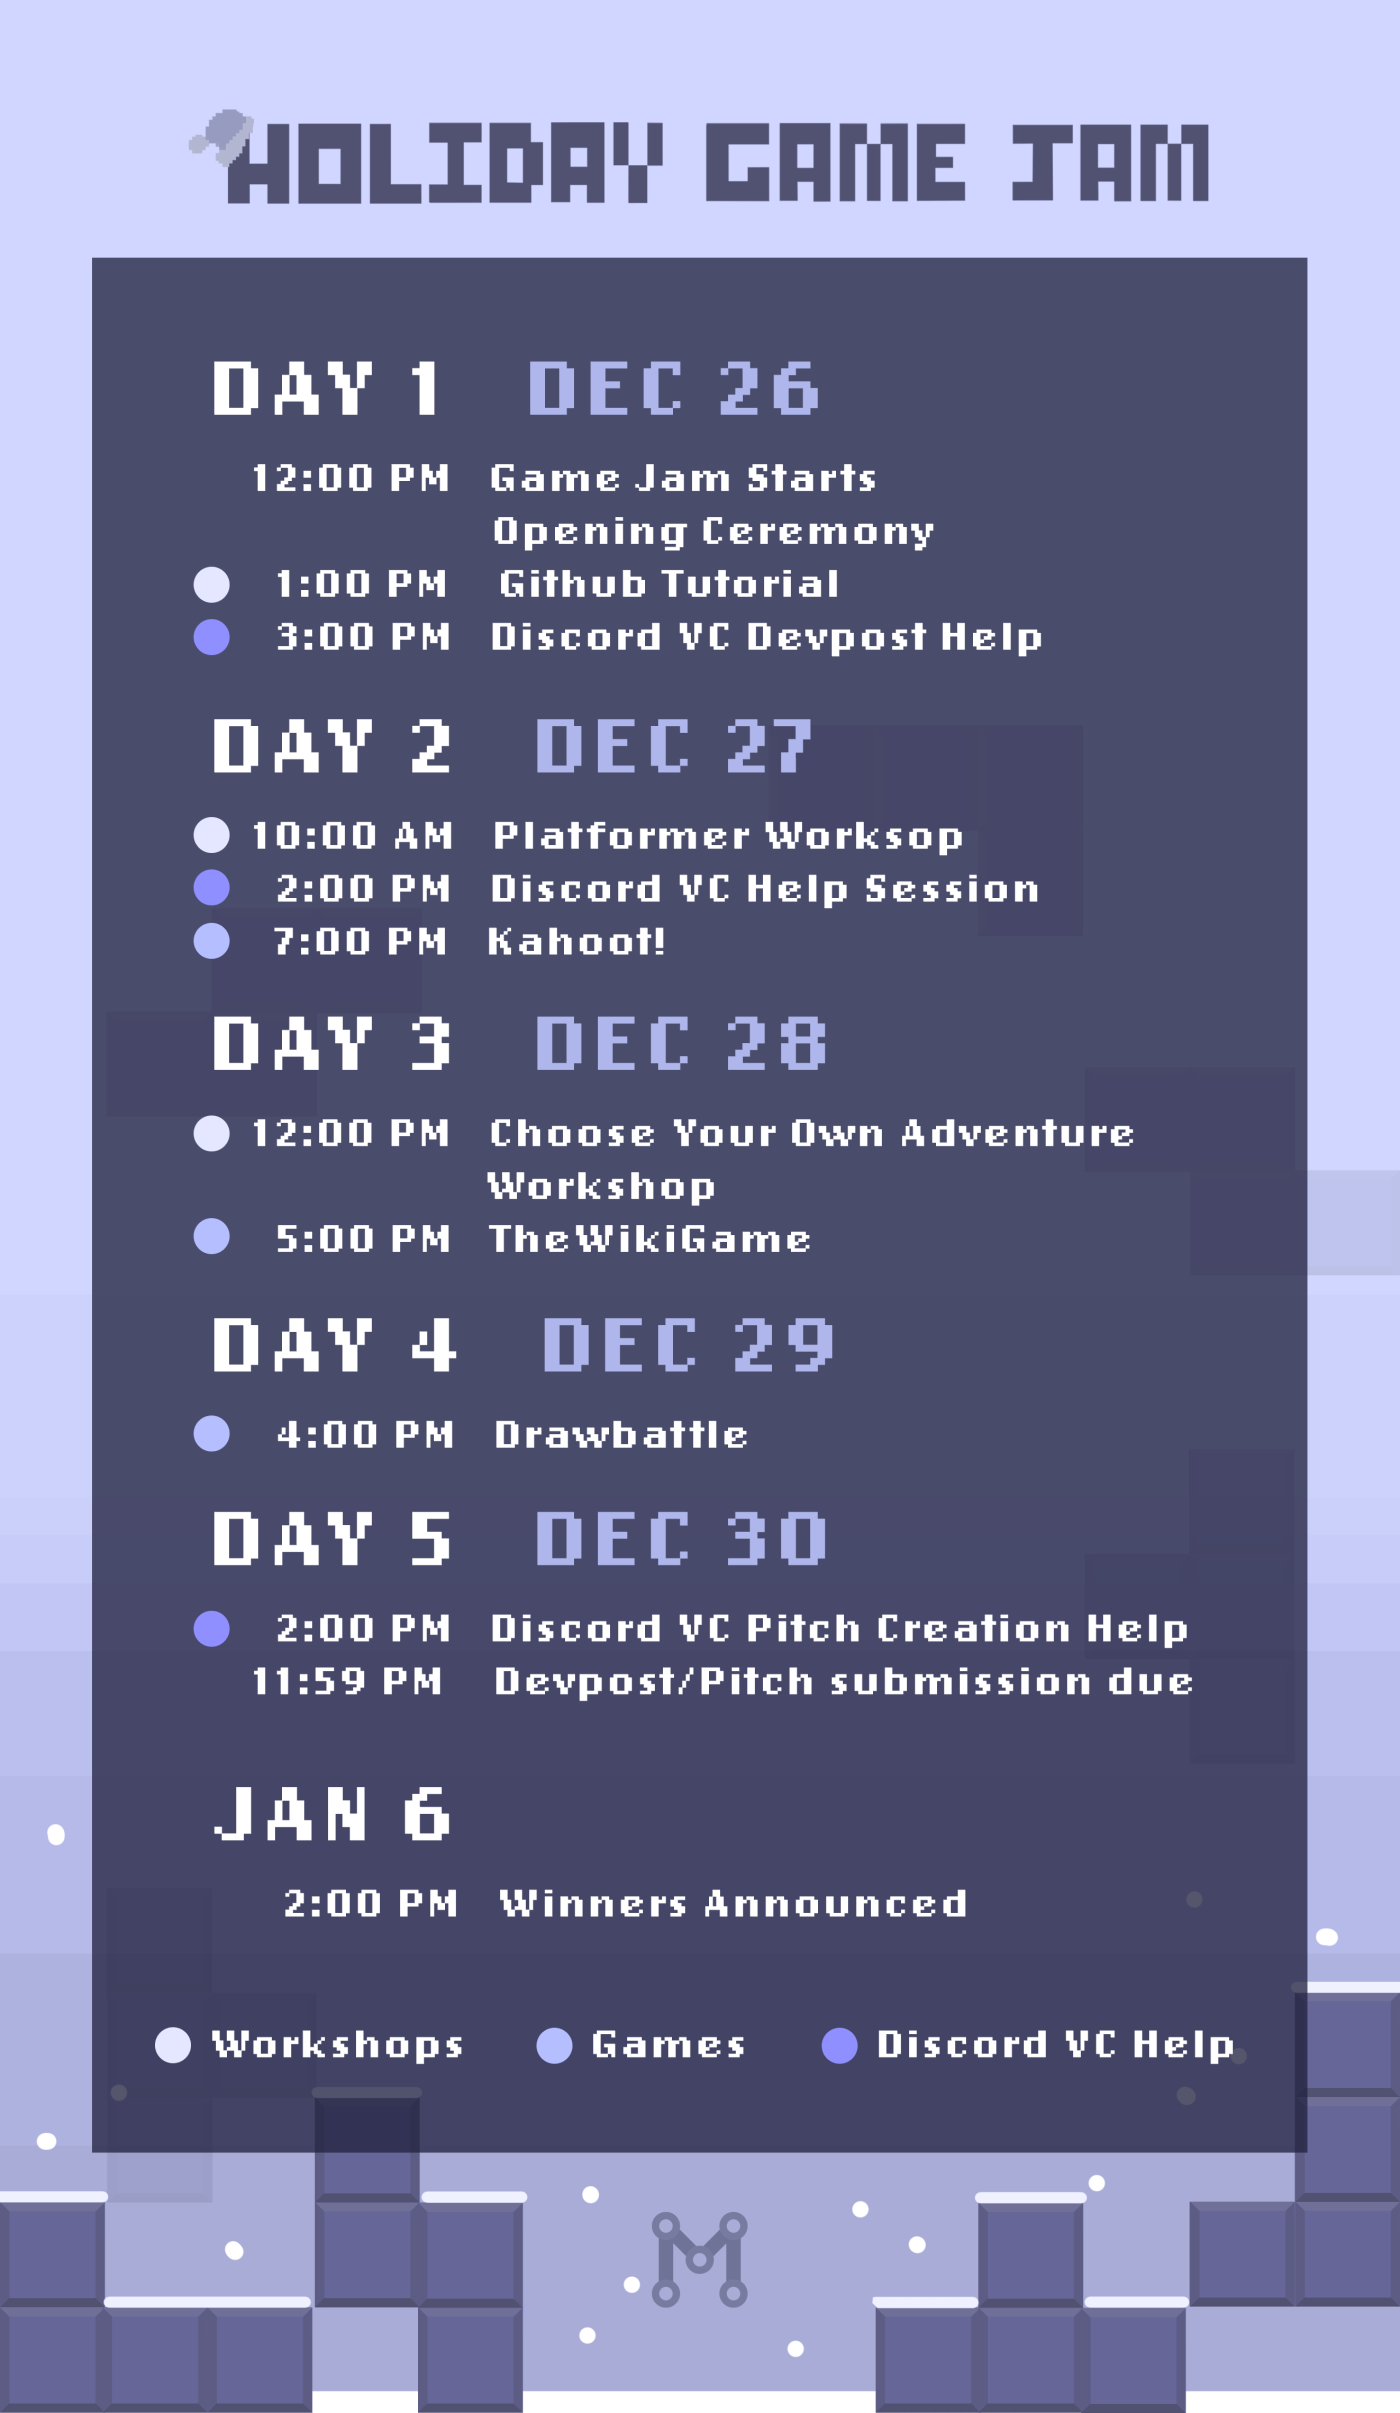 HOLIDAY GAME JAM
DAY 1 DEC 26
12:00 PM Game Jam Starts
Opening Ceremony
1:00 PM Github Tutorial
3:00 PM Discord VC Devpost Help
DAY 2 DEC 27
10:00 AM Platformer Worksop
2:00 PM Discord VC Help Session
7:00 PM Kahoot!
DAY 3 DEC 28
12:00 PM Choose Your Own Adventure
Workshop
5:00 PM TheWikiGame
DAY 4 DEC 29
4:00 PM Drawbattle
DAY 5 DEC 30
2:00 PM Discord VC Pitch Creation Help
11:59 PM Devpost/Pitch submission due
JAN 6
2:00 PM Winners Announced
Workshops Games Discord VC Help
M